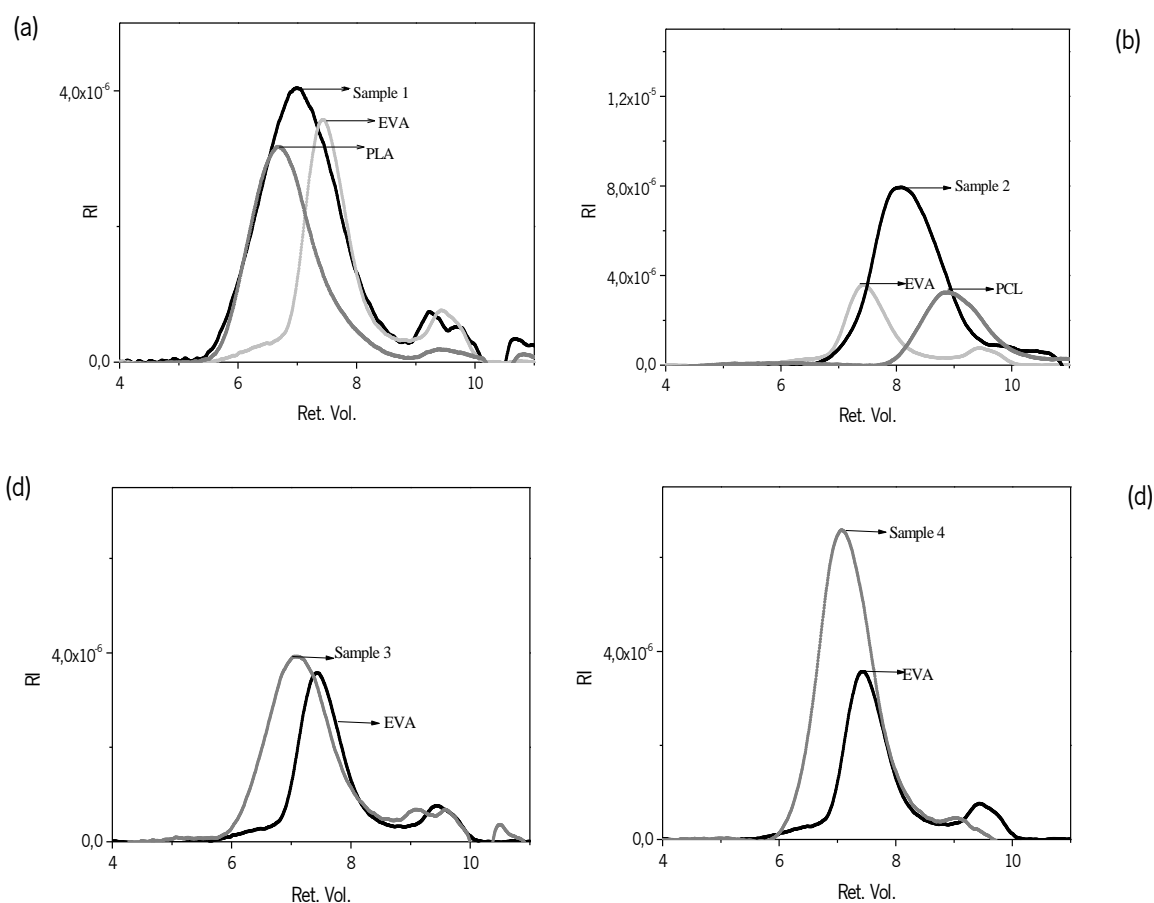 (a)
4,0x10⁻⁶
0,0
RI
Sample 1
EVA
PLA
4 6 8 10
Ret. Vol.
(b)
1,2x10⁻⁵
8,0x10⁻⁶
4,0x10⁻⁶
0,0
RI
Sample 2
EVA
PCL
4 6 8 10
Ret. Vol.
(d)
4,0x10⁻⁶
0,0
RI
Sample 3
EVA
4 6 8 10
Ret. Vol.
(d)
4,0x10⁻⁶
0,0
RI
Sample 4
EVA
4 6 8 10
Ret. Vol.